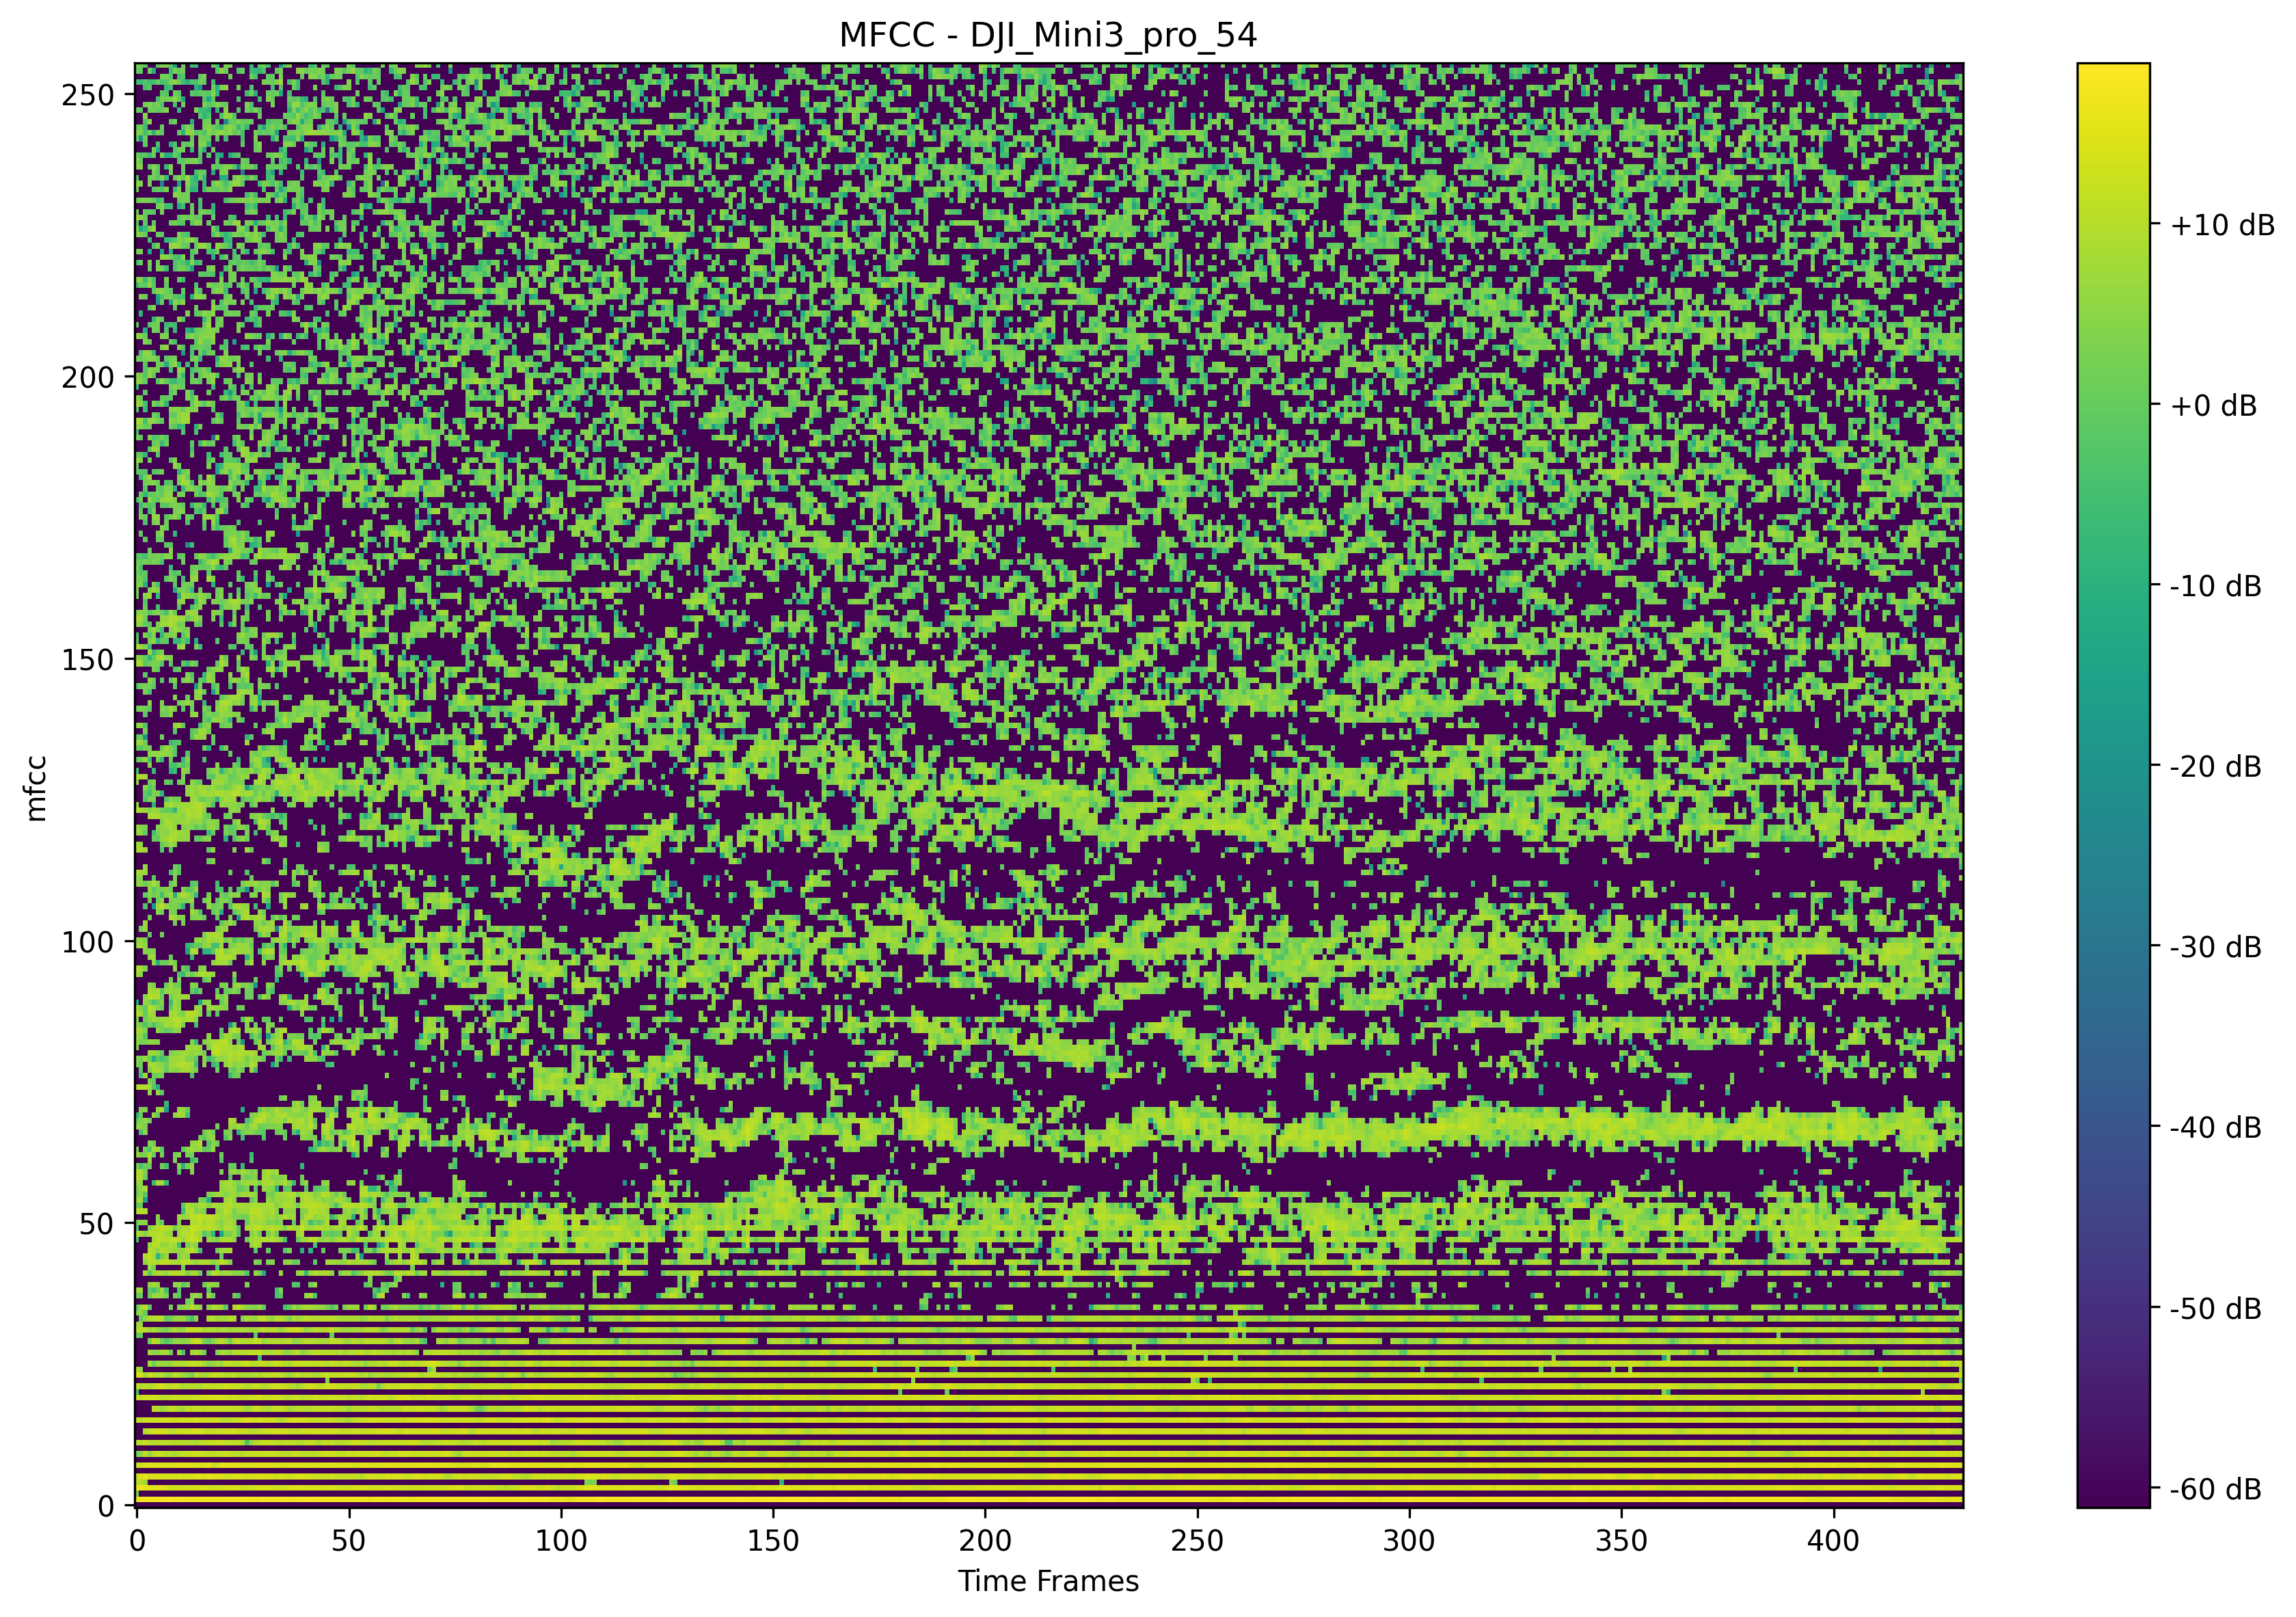 MFCC - DJI_Mini3_pro_54
250
200
150
100
50
0
mfcc
0 50 100 150 200 250 300 350 400
Time Frames
+10 dB
+0 dB
-10 dB
-20 dB
-30 dB
-40 dB
-50 dB
-60 dB